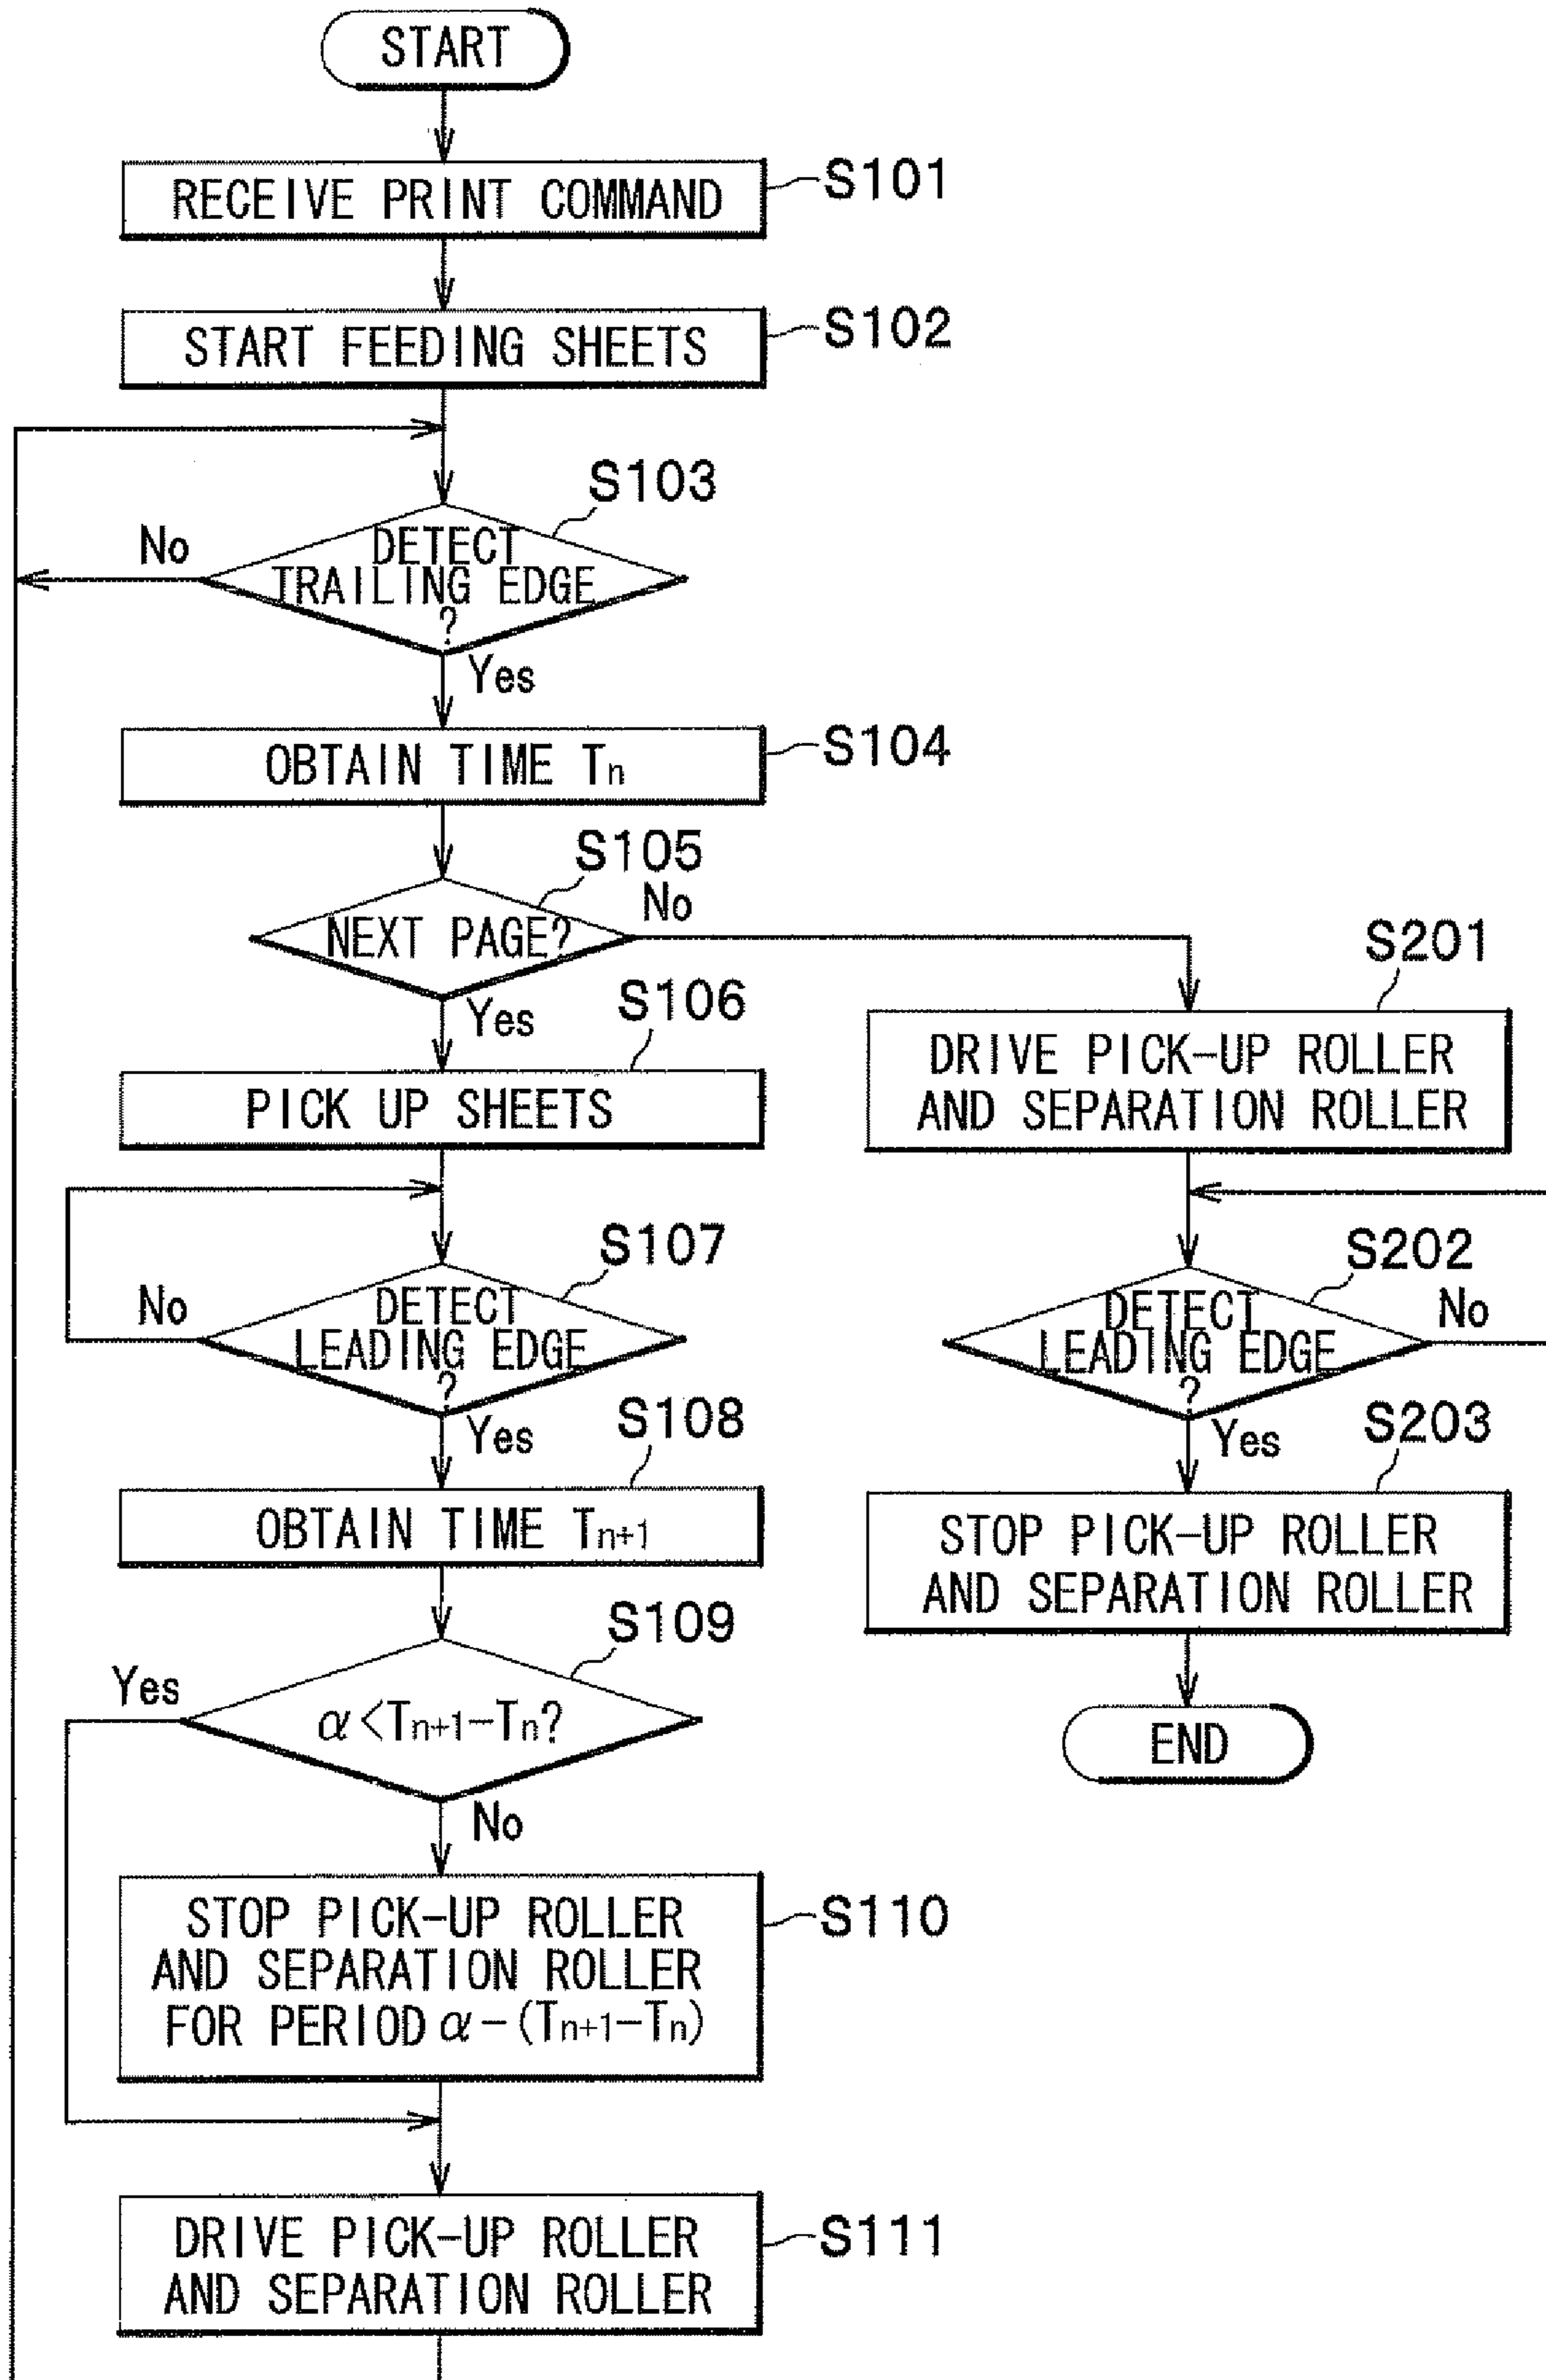 START
RECEIVE PRINT COMMAND
S101
START FEEDING SHEETS
S102
S103
No
DETECT
TRAILING EDGE
?
Yes
OBTAIN TIME Tn
S104
S105
NEXT PAGE?
No
Yes
S106
PICK UP SHEETS
S107
No
DETECT
LEADING EDGE
?
Yes
S108
OBTAIN TIME Tn+1
S109
Yes
α<Tn+1-Tn?
No
STOP PICK-UP ROLLER
AND SEPARATION ROLLER
FOR PERIOD α-(Tn+1-Tn)
S110
DRIVE PICK-UP ROLLER
AND SEPARATION ROLLER
S111
S201
DRIVE PICK-UP ROLLER
AND SEPARATION ROLLER
S202
DETECT
LEADING EDGE
?
No
Yes
S203
STOP PICK-UP ROLLER
AND SEPARATION ROLLER
END